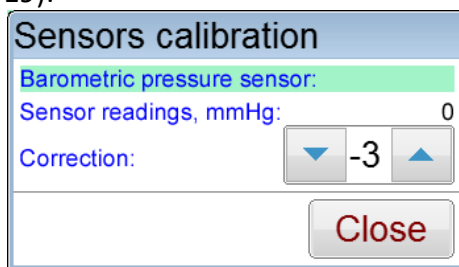 Sensors calibration
Barometric pressure sensor:
Sensor readings, mmHg: 0
Correction: -3
Close